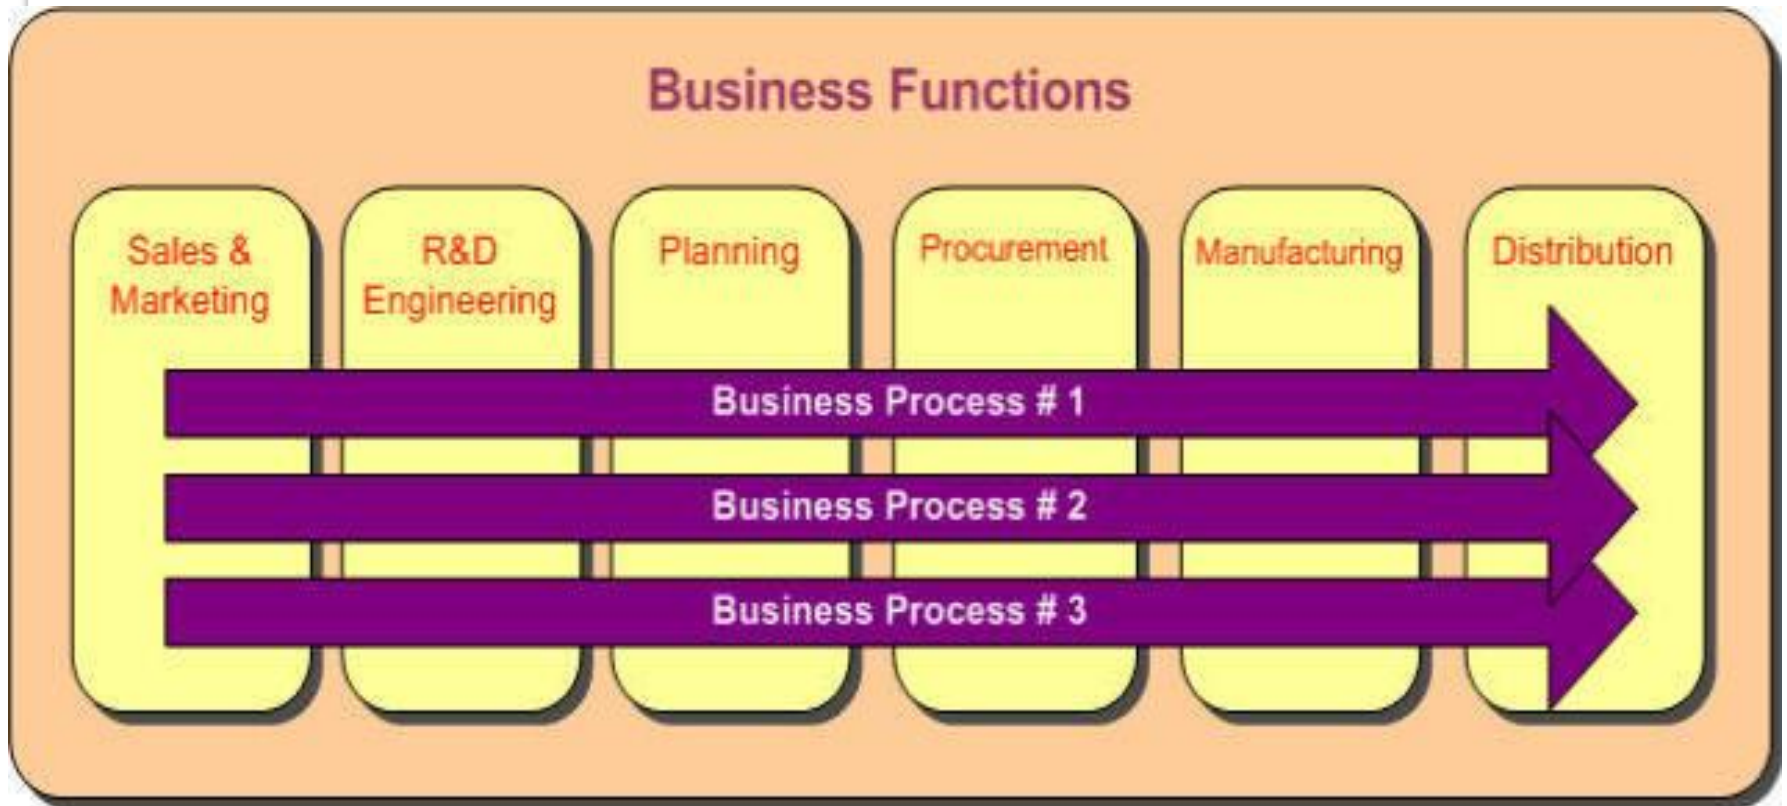 Business Functions
Sales &
Marketing
R&D
Engineering
Planning
Procurement
Manufacturing
Distribution
Business Process # 1
Business Process # 2
Business Process # 3